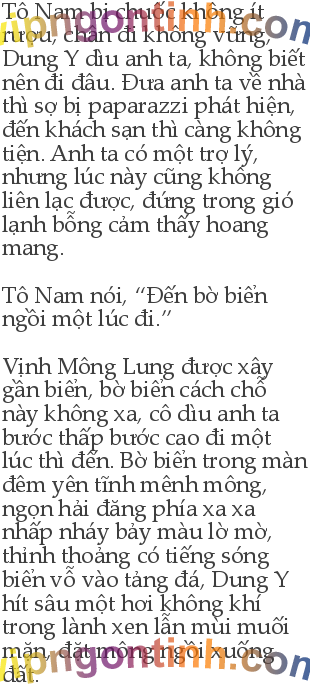 Tô Nam bị chuốc không ít
rượu, chân đi không vững,
Dung Y dìu anh ta, không biết
nên đi đâu. Đưa anh ta về nhà
thì sợ bị paparazzi phát hiện,
đến khách sạn thì càng không
tiện. Anh ta có một trợ lý,
nhưng lúc này cũng không
liên lạc được, đứng trong gió
lạnh bỗng cảm thấy hoang
mang.
Tô Nam nói, “Đến bờ biển
ngồi một lúc đi.”
Vịnh Mông Lung được xây
gần biển, bờ biển cách chỗ
này không xa, cô dìu anh ta
bước thấp bước cao đi một
lúc thì đến. Bờ biển trong màn
đêm yên tĩnh mênh mông,
ngọn hải đăng phía xa xa
nhấp nháy bảy màu lờ mờ,
thỉnh thoảng có tiếng sóng
biển vỗ vào tảng đá, Dung Y
hít sâu một hơi không khí
trong lành xen lẫn mùi muối
mặn, đặt mông ngồi xuống
đất.
vipngontinh.com